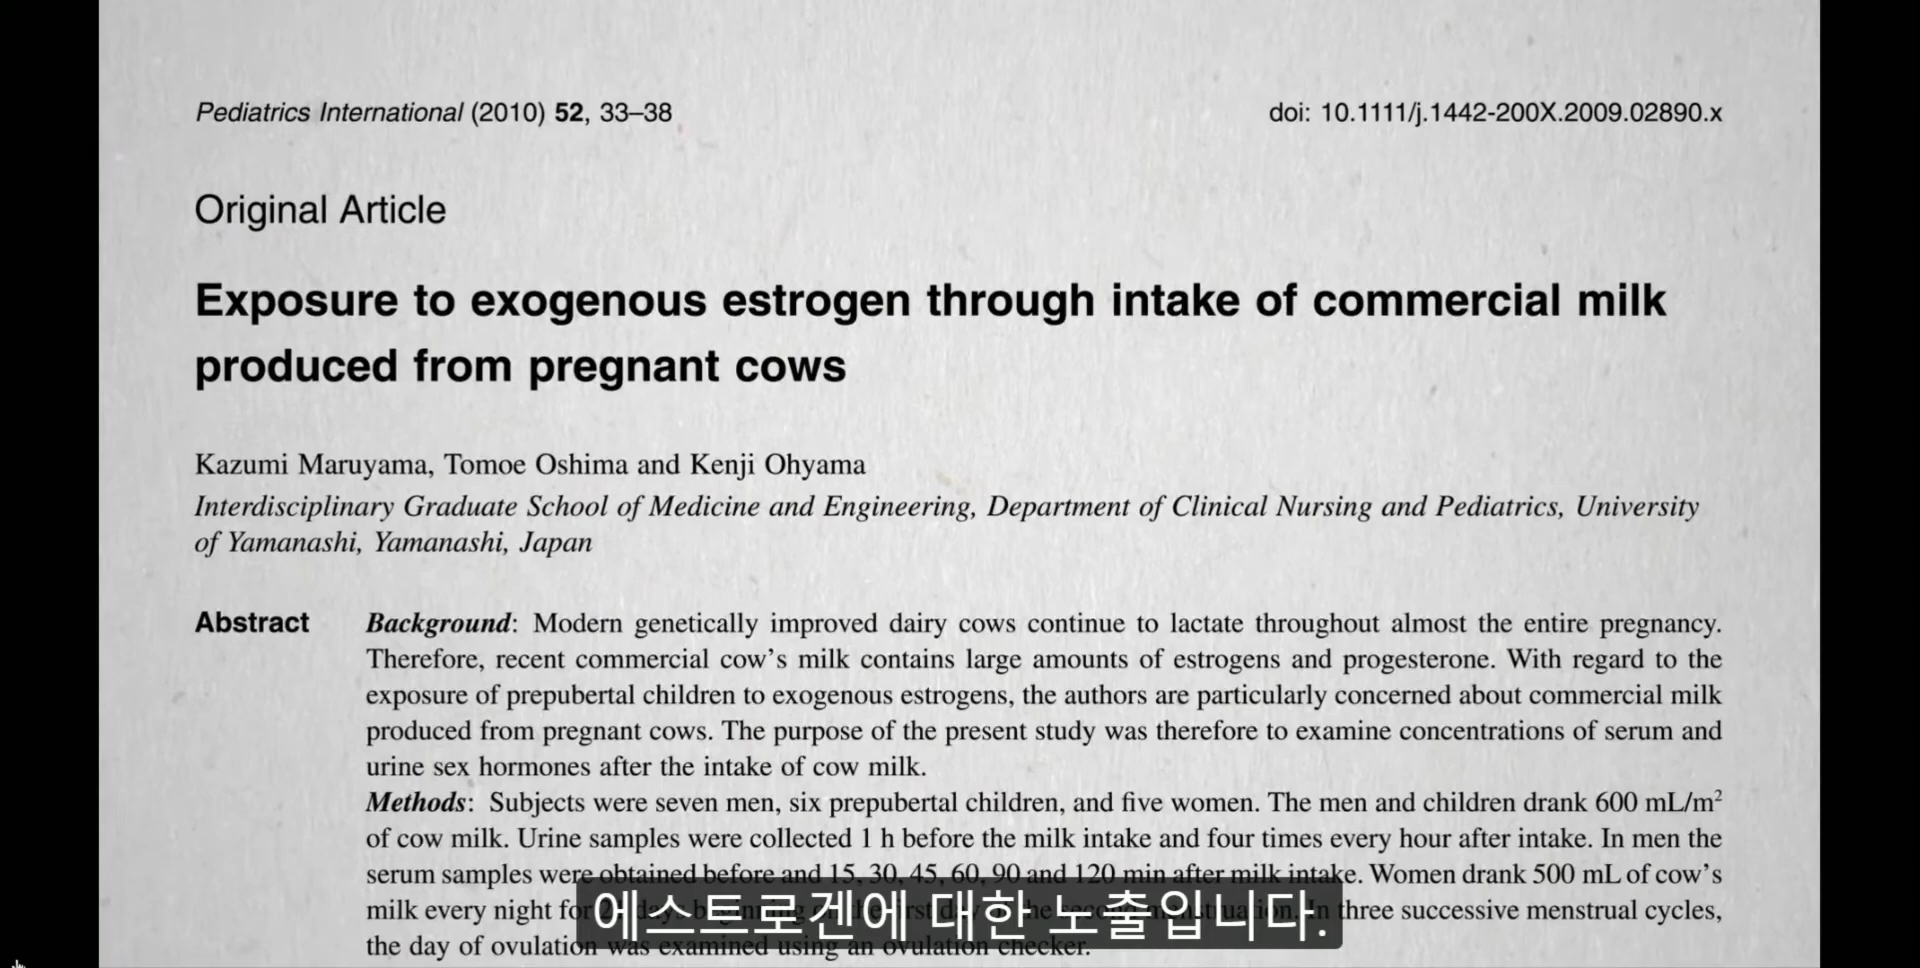 Pediatrics International (2010) 52, 33–38
doi: 10.1111/j.1442-200X.2009.02890.x
Original Article
Exposure to exogenous estrogen through intake of commercial milk
produced from pregnant cows
Kazumi Maruyama, Tomoe Oshima and Kenji Ohyama
Interdisciplinary Graduate School of Medicine and Engineering, Department of Clinical Nursing and Pediatrics, University
of Yamanashi, Yamanashi, Japan
Abstract
Background: Modern genetically improved dairy cows continue to lactate throughout almost the entire pregnancy.
Therefore, recent commercial cow's milk contains large amounts of estrogens and progesterone. With regard to the
exposure of prepubertal children to exogenous estrogens, the authors are particularly concerned about commercial milk
produced from pregnant cows. The purpose of the present study was therefore to examine concentrations of serum and
urine sex hormones after the intake of cow milk.
Methods: Subjects were seven men, six prepubertal children, and five women. The men and children drank 600 mL/m²
of cow milk. Urine samples were collected 1 h before the milk intake and four times every hour after intake. In men the
serum samples were obtained before and 15, 30, 45, 60, 90 and 120 min after milk intake. Women drank 500 mL of cow's
milk every night for days the second menstruation. In three successive menstrual cycles,
the day of ovulation was examined using an ovulation checker.
에스트로겐에 대한 노출입니다.